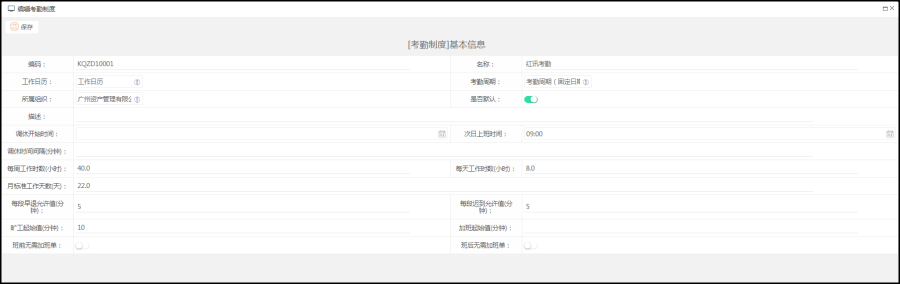 编辑考勤制度
保存
[考勤制度]基本信息
编码： KQZD10001 名称： 红讯考勤
工作日历： 工作日历 考勤周期： 考勤周期（固定日期
所属组织： 广州资产管理有限公 是否默认：
描述：
调休开始时间： 次日上班时间： 09:00
调休时间间隔(分钟)：
每周工作时数(小时)： 40.0 每天工作时数(小时)： 8.0
月标准工作天数(天)： 22.0
每段早退允许值(分钟)： 5 每段迟到允许值(分钟)： 5
旷工起始值(分钟)： 10 加班起始值(分钟)：
班前无需加班单： 班后无需加班单：